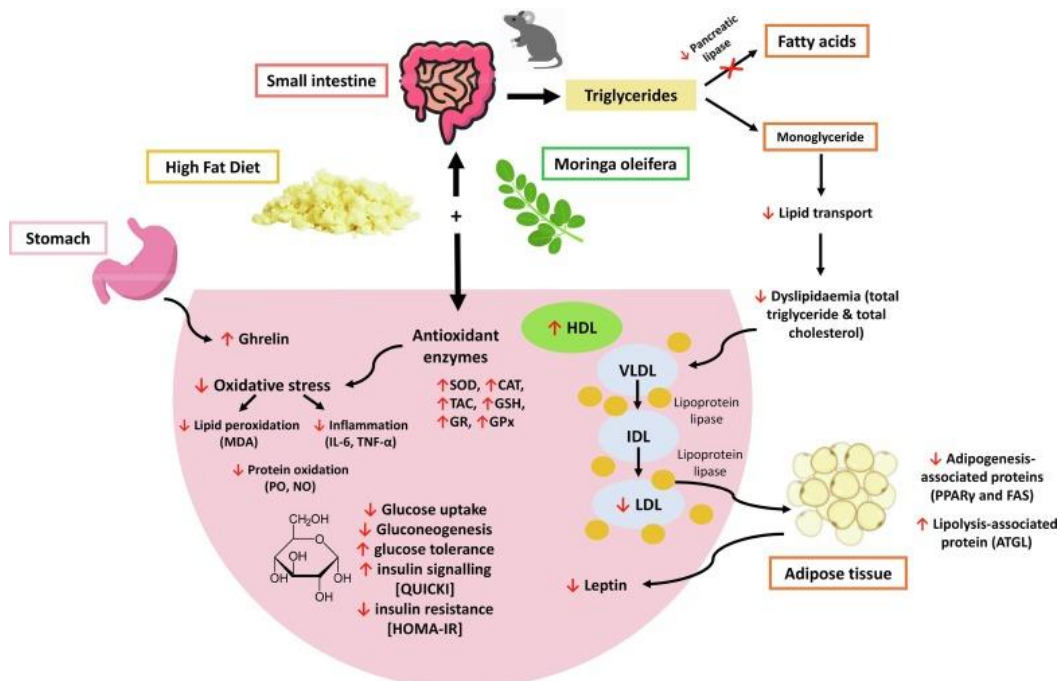 Small intestine
Triglycerides
↓ Pancreatic
lipase
Fatty acids
Monoglyceride
↓ Lipid transport
↓ Dyslipidaemia (total
triglyceride & total
cholesterol)
High Fat Diet
+
Moringa oleifera
Stomach
↑ Ghrelin
Antioxidant
enzymes
↑SOD, ↑CAT,
↑TAC, ↑GSH,
↑GR, ↑GPx
↓ Oxidative stress
↓ Lipid peroxidation
(MDA)
↓ Inflammation
(IL-6, TNF-α)
↓ Protein oxidation
(PO, NO)
CH₂OH
O
OH
OH
OH
OH
↓ Glucose uptake
↓ Gluconeogenesis
↑ glucose tolerance
↑ insulin signalling
[QUICKI]
↓ insulin resistance
[HOMA-IR]
↑ HDL
VLDL
Lipoprotein
lipase
IDL
Lipoprotein
lipase
↓ LDL
↓ Leptin
↓ Adipogenesis-
associated proteins
(PPARγ and FAS)
↑ Lipolysis-associated
protein (ATGL)
Adipose tissue